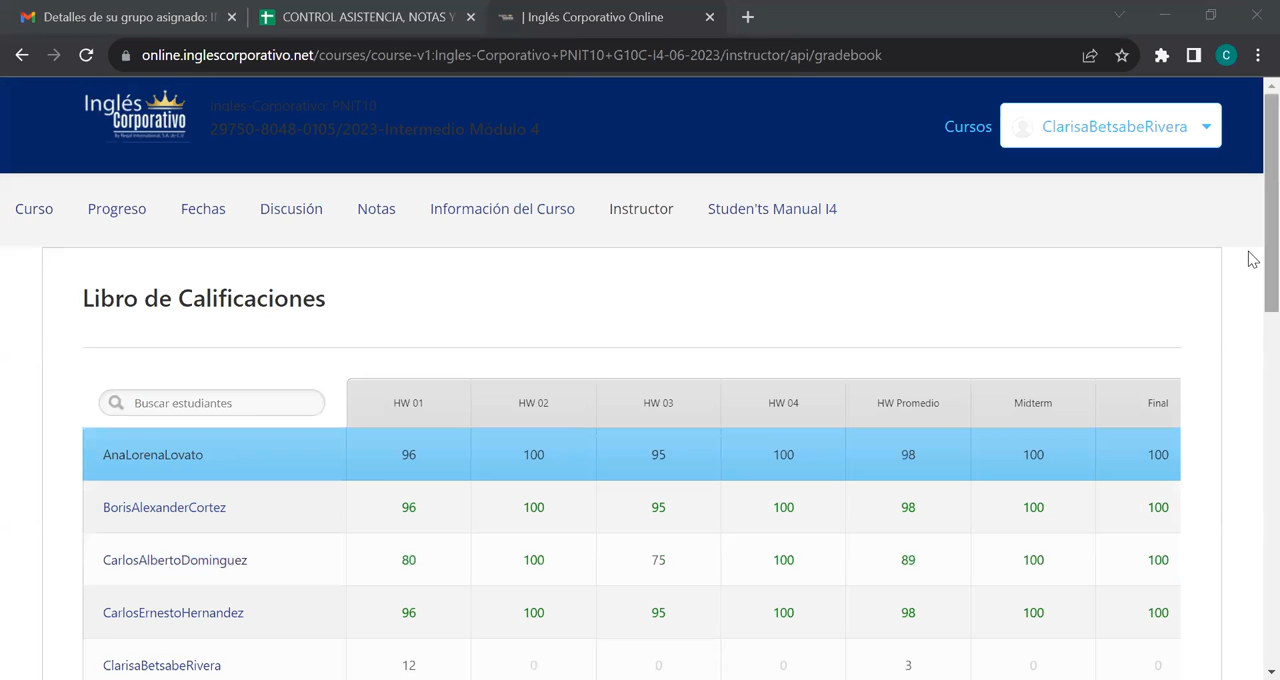 Detalles de su grupo asignado: I
CONTROL ASISTENCIA, NOTAS Y
| Inglés Corporativo Online
online.inglescorporativo.net/courses/course-v1:Ingles-Corporativo+PNIT10+G10C-I4-06-2023/instructor/api/gradebook
C
Inglés Corporativo
By Regal International, S.A. de C.V.
Ingles-Corporativo: PNIT10
29750-8048-0105/2023-Intermedio Módulo 4
Cursos
ClarisaBetsabeRivera
Curso Progreso Fechas Discusión Notas Información del Curso Instructor Studen'ts Manual I4
Libro de Calificaciones
Buscar estudiantes HW 01 HW 02 HW 03 HW 04 HW Promedio Midterm Final
AnaLorenaLovato 96 100 95 100 98 100 100
BorisAlexanderCortez 96 100 95 100 98 100 100
CarlosAlbertoDominguez 80 100 75 100 89 100 100
CarlosErnestoHernandez 96 100 95 100 98 100 100
ClarisaBetsabeRivera 12 0 0 0 3 0 0